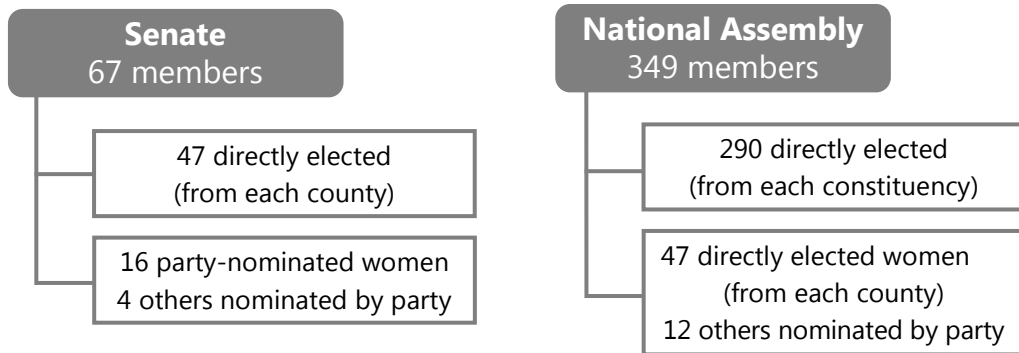 Senate
67 members
47 directly elected
(from each county)
16 party-nominated women
4 others nominated by party
National Assembly
349 members
290 directly elected
(from each constituency)
47 directly elected women
(from each county)
12 others nominated by party